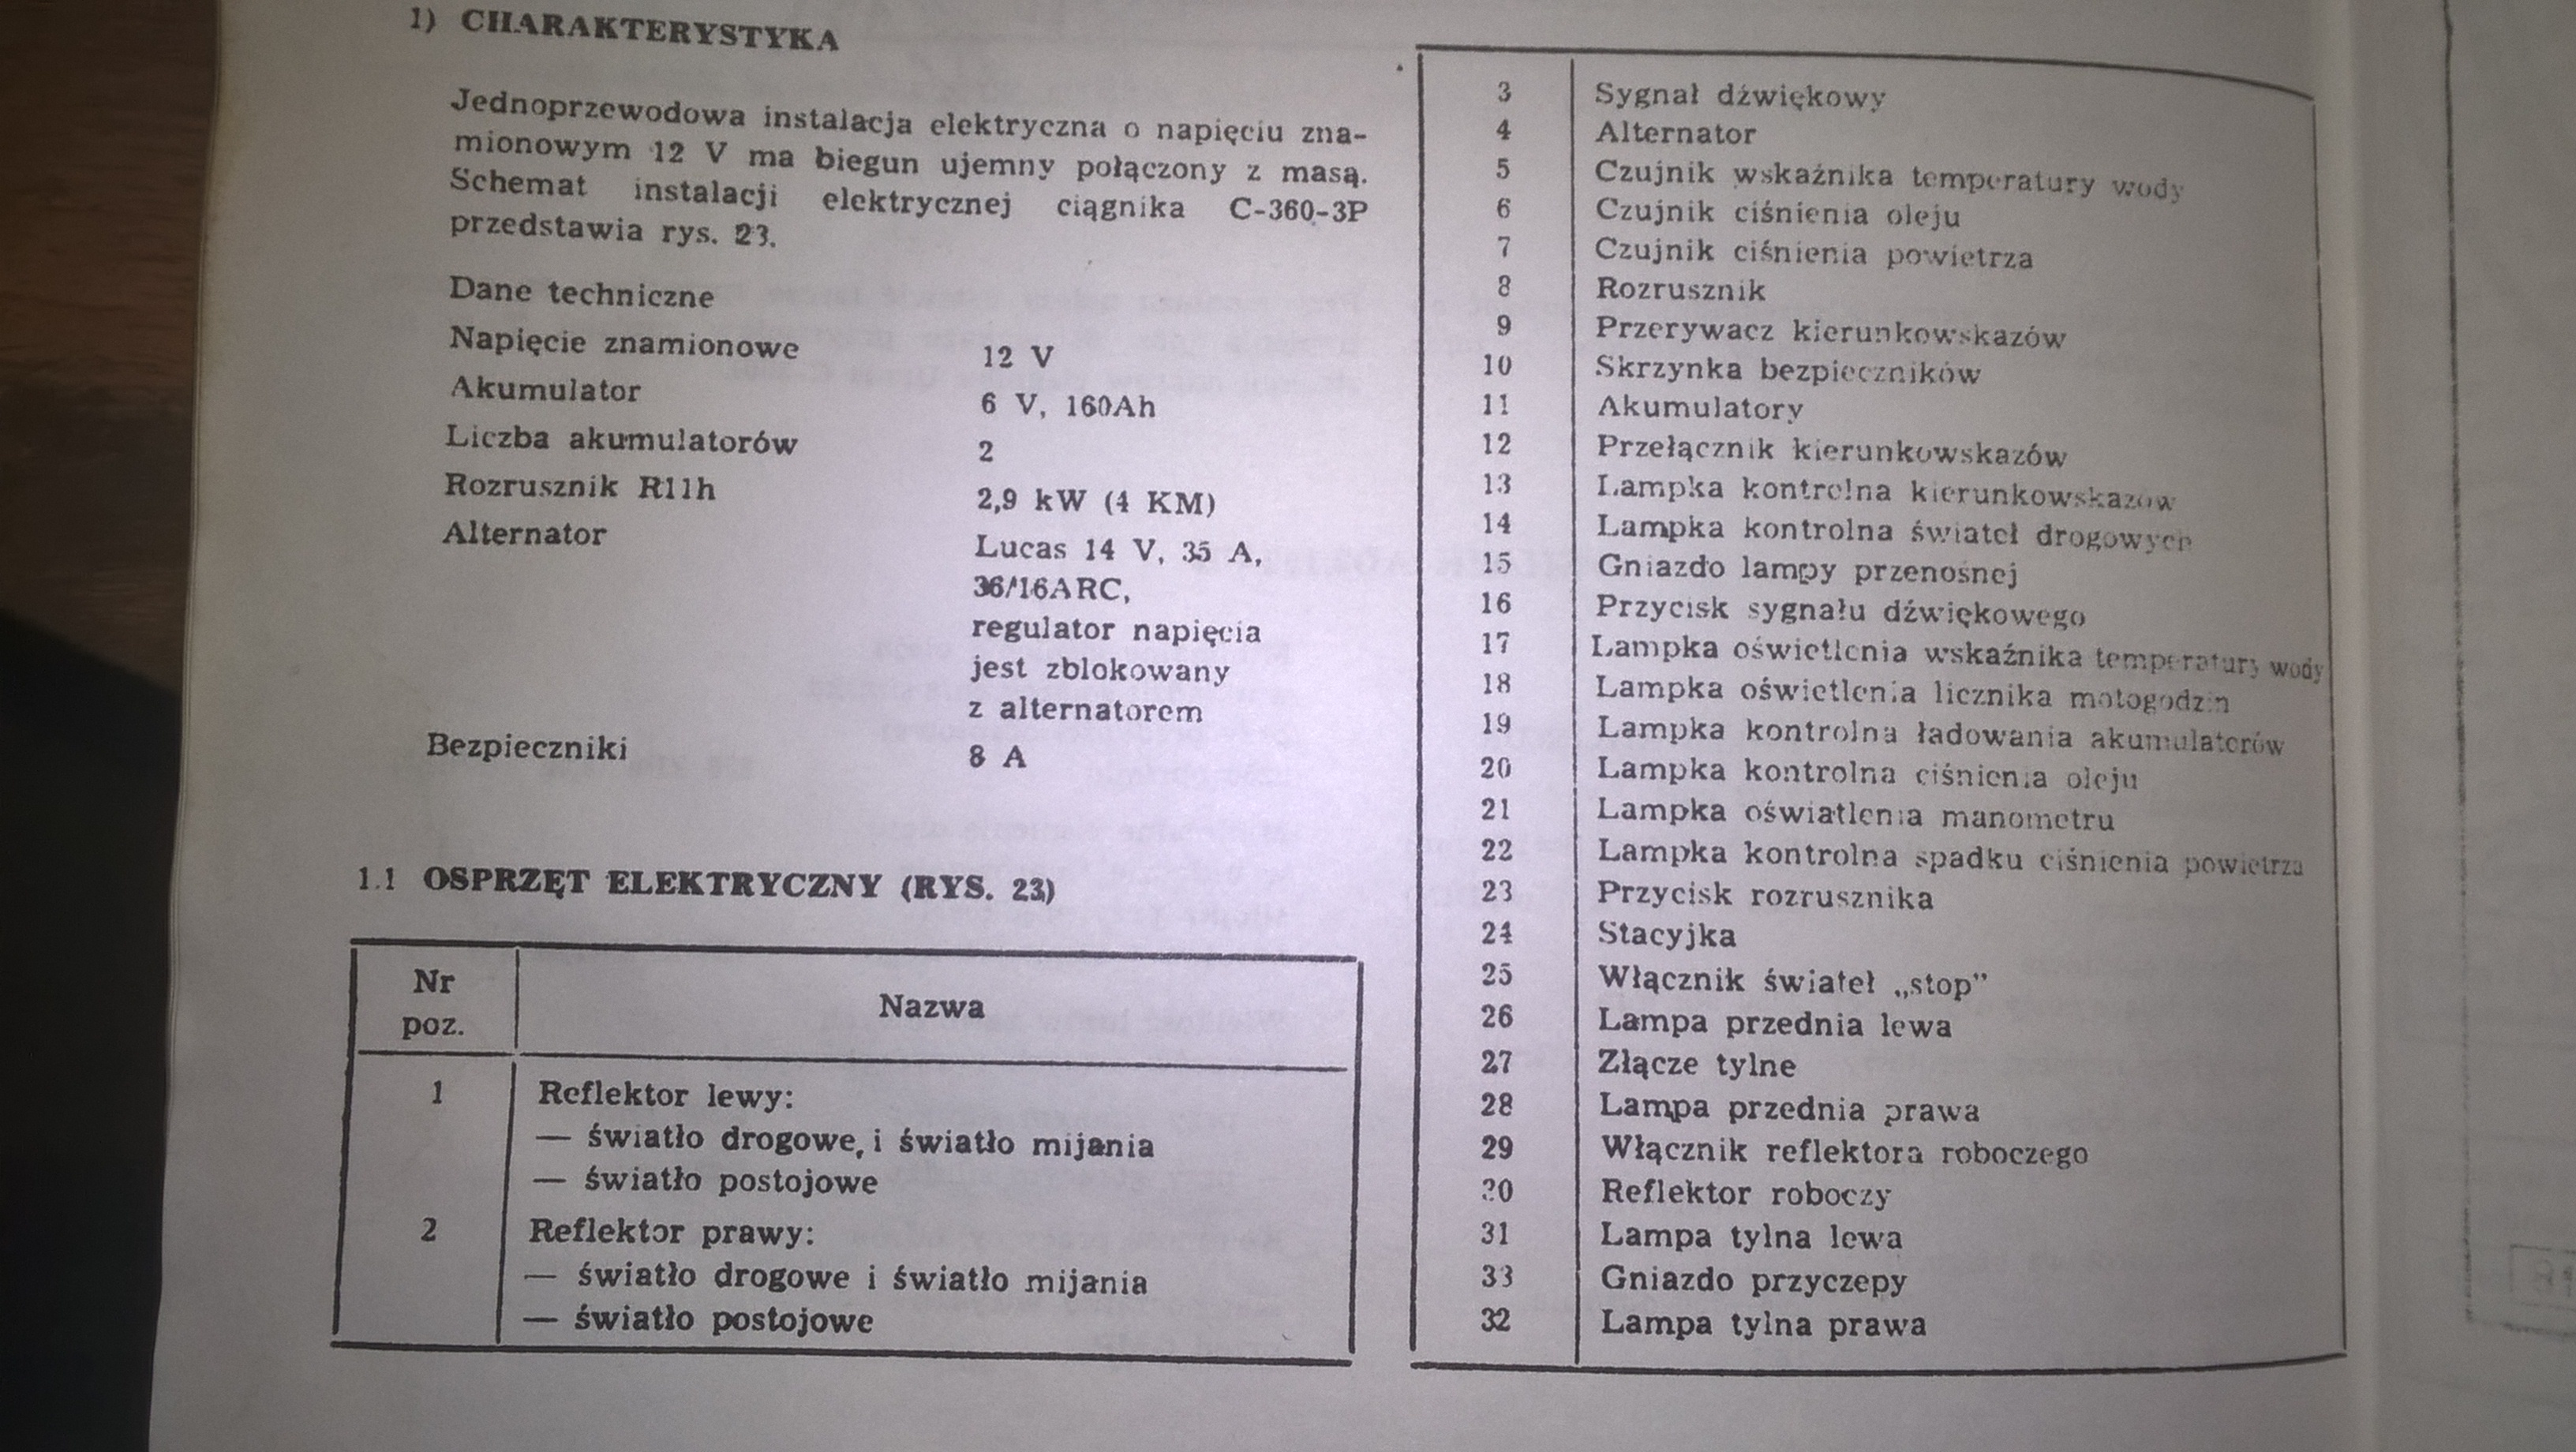 1) CHARAKTERYSTYKA
Jednoprzewodowa instalacja elektryczna o napięciu zna-
mionowym 12 V ma biegun ujemny połączony z masą.
Schemat instalacji elektrycznej ciągnika C-360-3P
przedstawia rys. 23.
Dane techniczne
Napięcie znamionowe 12 V
Akumulator 6 V, 160Ah
Liczba akumulatorów 2
Rozrusznik R11h 2,9 kW (4 KM)
Alternator Lucas 14 V, 35 A,
36/16ARC,
regulator napięcia
jest zblokowany
z alternatorem
Bezpieczniki 8 A
1.1 OSPRZĘT ELEKTRYCZNY (RYS. 23)
Nr
poz.
Nazwa
1 Reflektor lewy:
— światło drogowe, i światło mijania
— światło postojowe
2 Reflektor prawy:
— światło drogowe i światło mijania
— światło postojowe
3 Sygnał dźwiękowy
4 Alternator
5 Czujnik wskaźnika temperatury wody
6 Czujnik ciśnienia oleju
7 Czujnik ciśnienia powietrza
8 Rozrusznik
9 Przerywacz kierunkowskazów
10 Skrzynka bezpieczników
11 Akumulatory
12 Przełącznik kierunkowskazów
13 Lampka kontrolna kierunkowskazów
14 Lampka kontrolna świateł drogowych
15 Gniazdo lampy przenośnej
16 Przycisk sygnału dźwiękowego
17 Lampka oświetlenia wskaźnika temperatury wody
18 Lampka oświetlenia licznika motogodzin
19 Lampka kontrolna ładowania akumulatorów
20 Lampka kontrolna ciśnienia oleju
21 Lampka oświatlenia manometru
22 Lampka kontrolna spadku ciśnienia powietrza
23 Przycisk rozrusznika
24 Stacyjka
25 Włącznik świateł „stop”
26 Lampa przednia lewa
27 Złącze tylne
28 Lampa przednia prawa
29 Włącznik reflektora roboczego
30 Reflektor roboczy
31 Lampa tylna lewa
33 Gniazdo przyczepy
32 Lampa tylna prawa